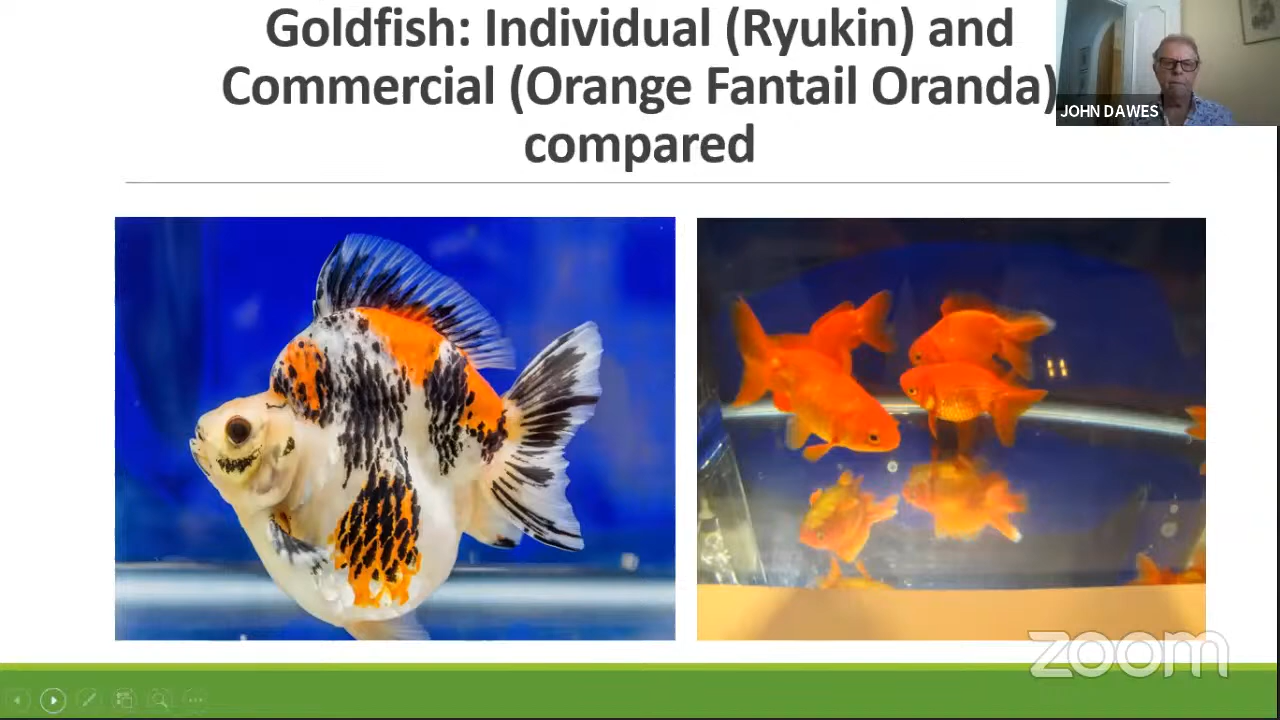 Goldfish: Individual (Ryukin) and
Commercial (Orange Fantail Oranda)
compared
JOHN DAWES
zoom